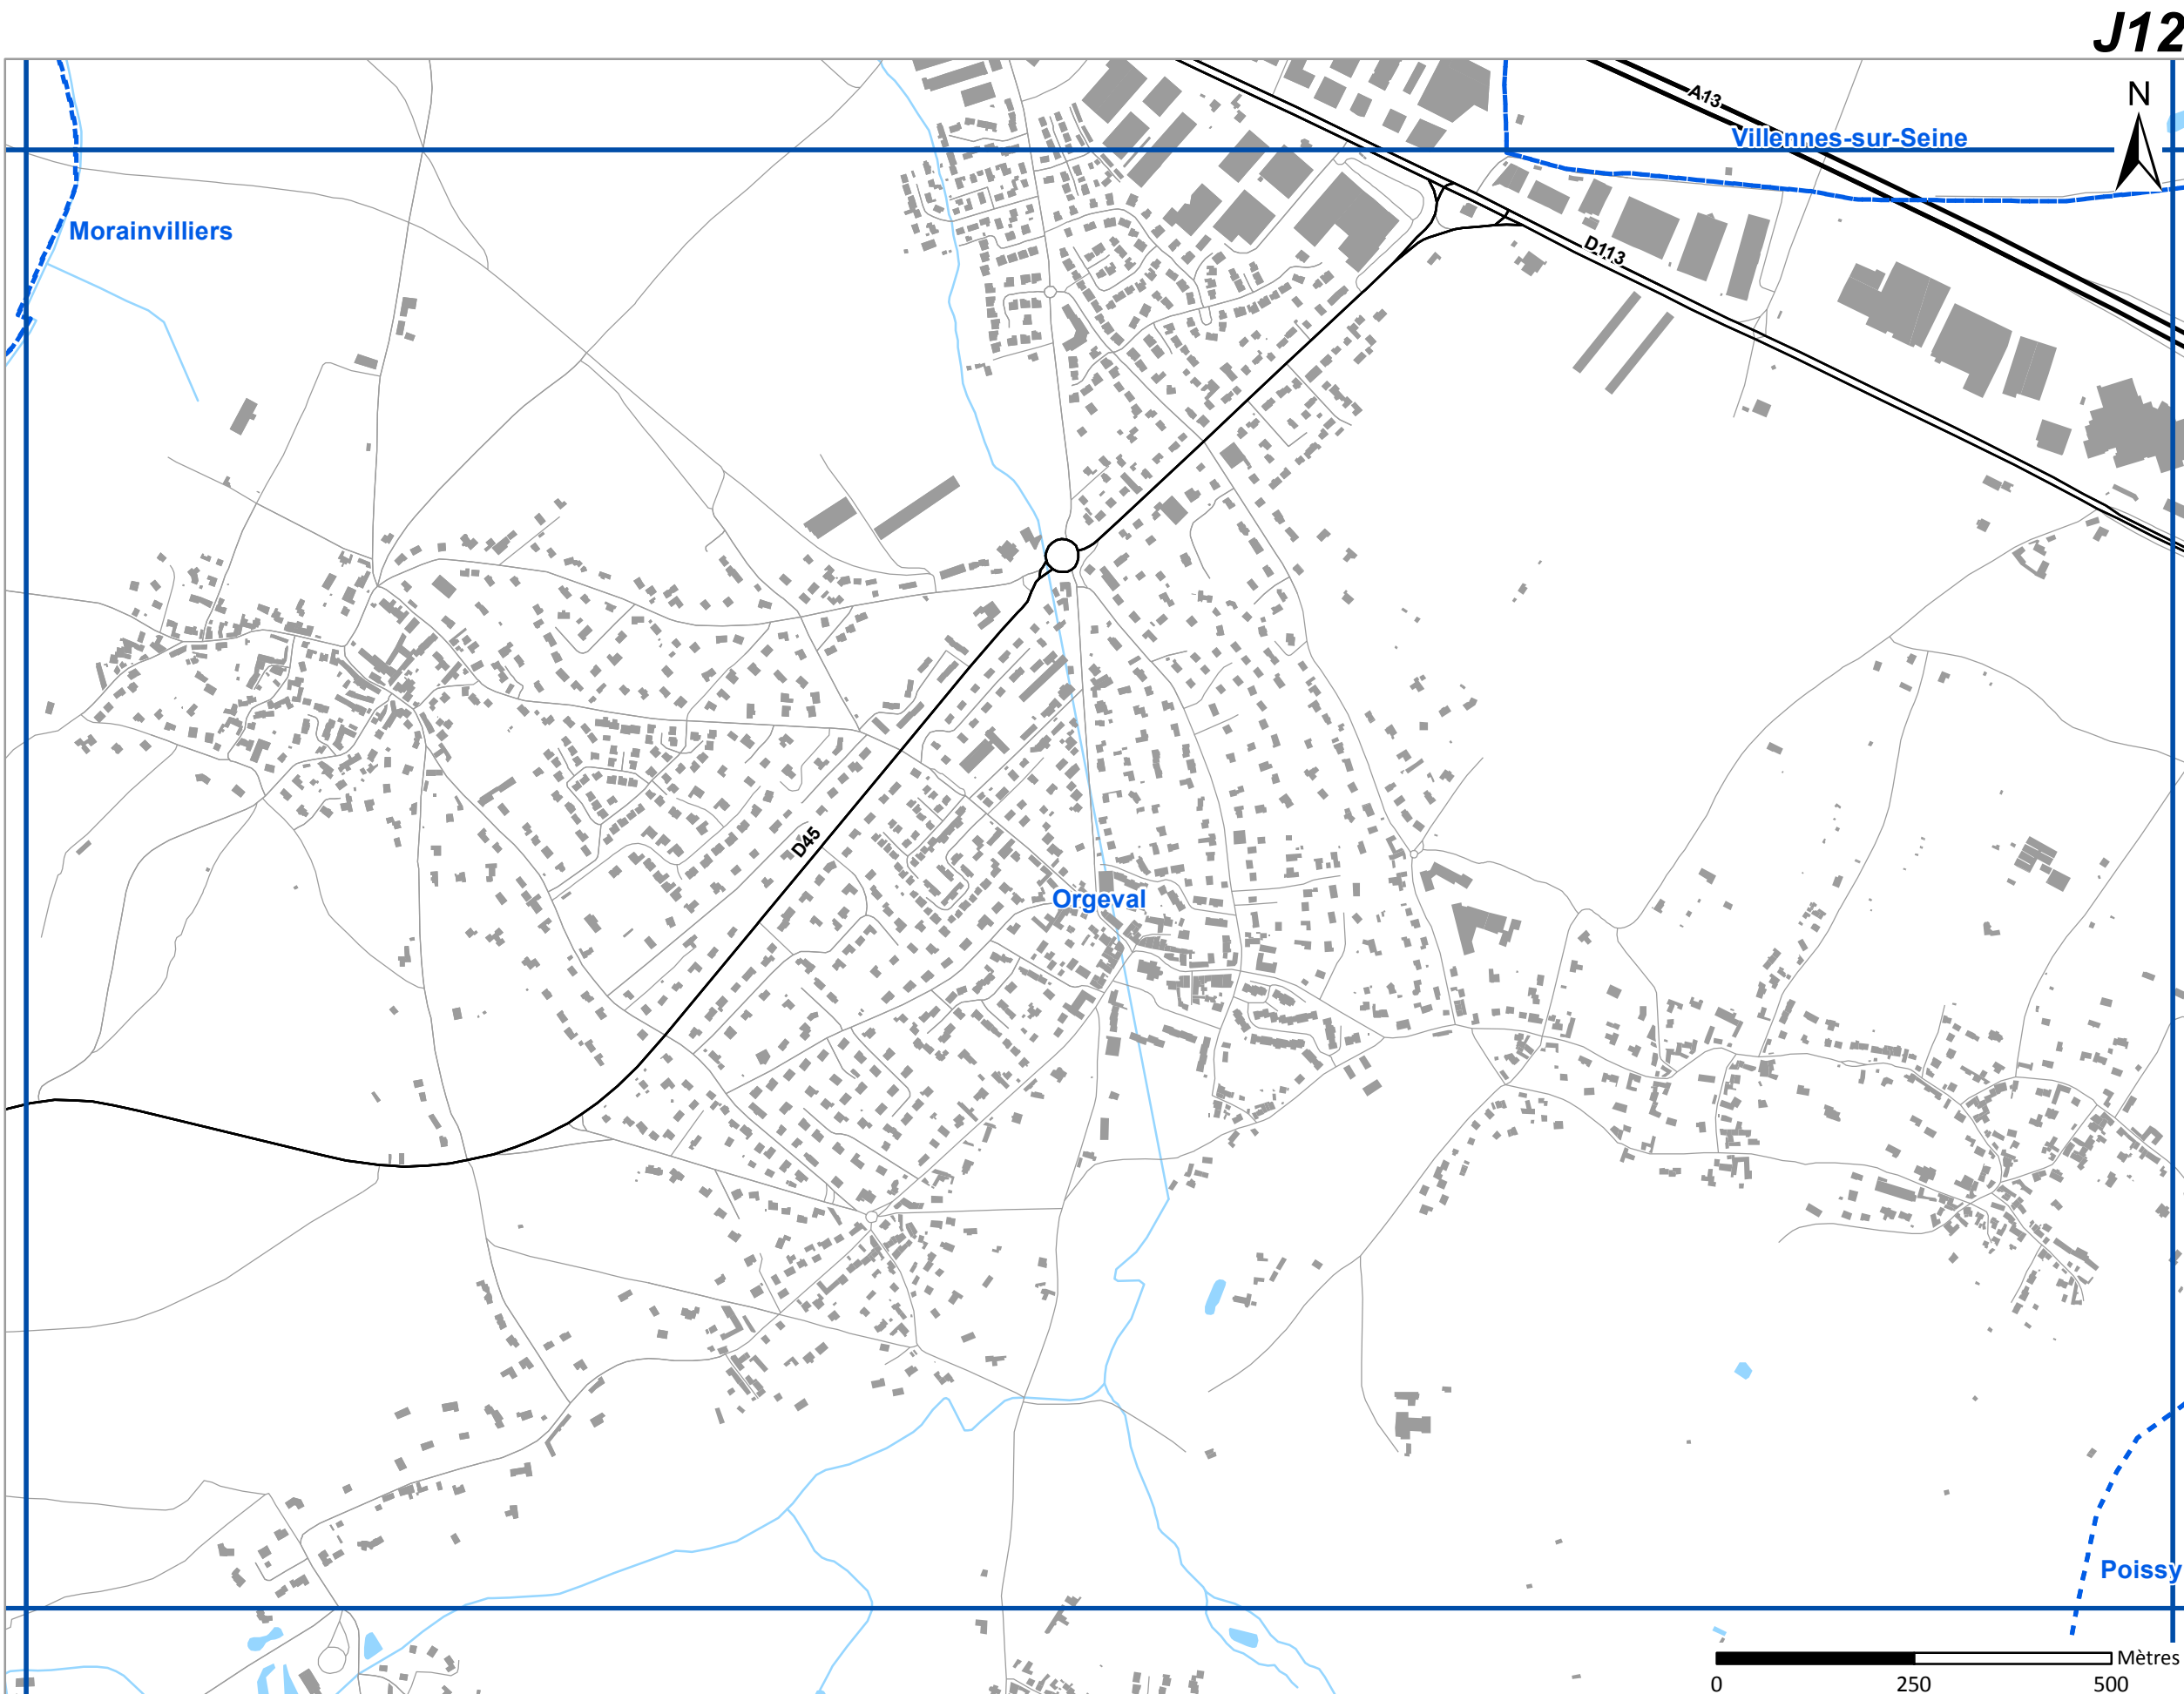 J12
A13
N
Villennes-sur-Seine
Morainvilliers
D113
D45
Orgeval
Poissy
Mètres
0 250 500